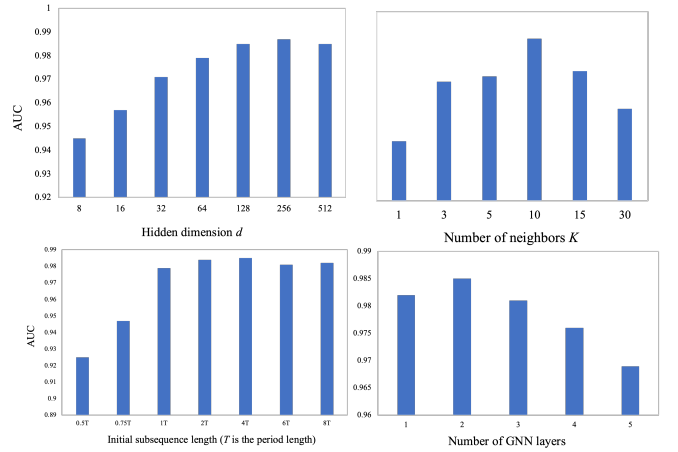 1
0.99
0.98
0.97
0.96
0.95
0.94
0.93
0.92
AUC
8 16 32 64 128 256 512
Hidden dimension d
1 3 5 10 15 30
Number of neighbors K
0.99
0.98
0.97
0.96
0.95
0.94
0.93
0.92
0.91
0.9
0.89
AUC
0.5T 0.75T 1T 2T 4T 6T 8T
Initial subsequence length (T is the period length)
0.99
0.985
0.98
0.975
0.97
0.965
0.96
1 2 3 4 5
Number of GNN layers